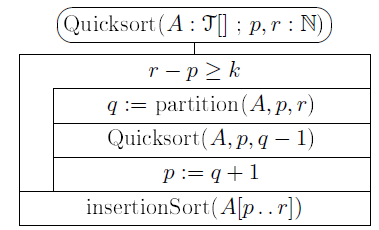 Quicksort(A : 𝒯[] ; p, r : ℕ)
r − p ≥ k
q := partition(A, p, r)
Quicksort(A, p, q − 1)
p := q + 1
insertionSort(A[p . . r])